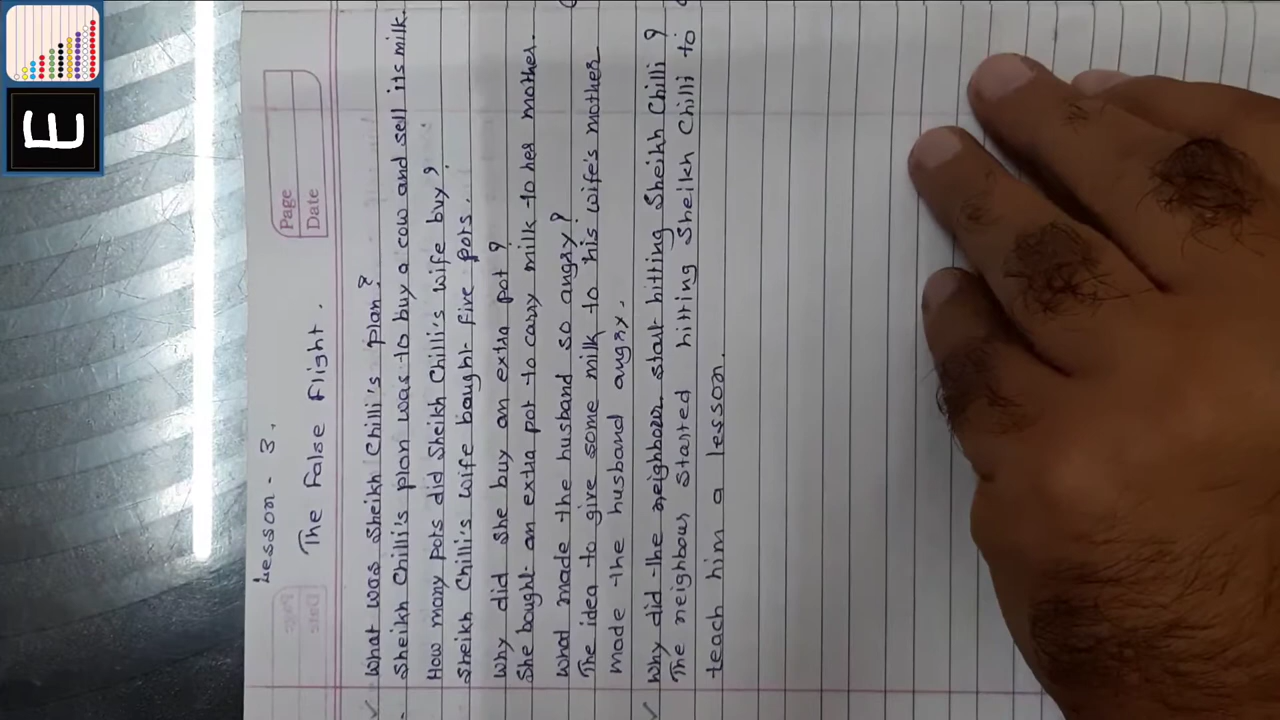 E
Page
Date
Lesson - 3.
The False Flight.
What was Sheikh Chilli's plan?
Sheikh Chilli's plan was to buy a cow and sell its milk.
How many pots did Sheikh Chilli's wife buy?
Sheikh Chilli's wife bought five pots.
Why did she buy an extra pot?
She bought an extra pot to carry milk to her mother.
What made the husband so angry?
The idea to give some milk to his wife's mother
made the husband angry.
Why did the neighbour start hitting Sheikh Chilli?
The neighbour started hitting Sheikh Chilli to
teach him a lesson.